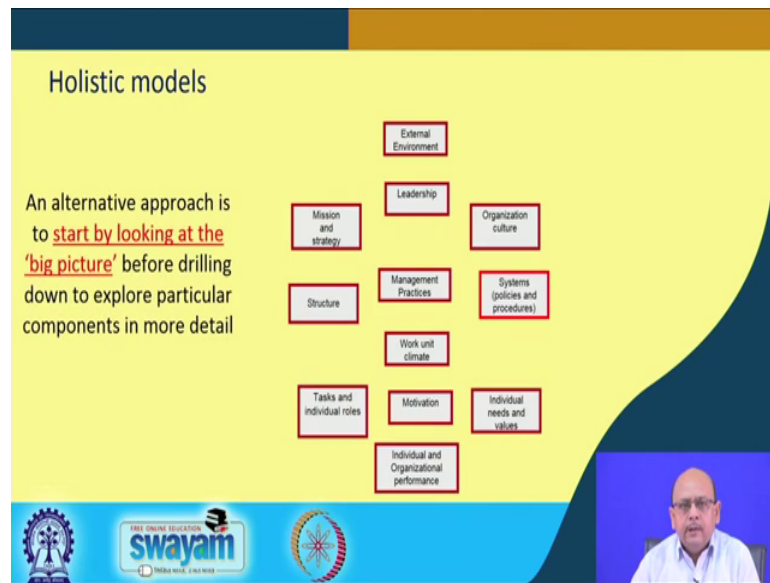 Holistic models
An alternative approach is
to start by looking at the
'big picture' before drilling
down to explore particular
components in more detail
External
Environment
Leadership
Mission
and
strategy
Organization
culture
Management
Practices
Structure
Systems
(policies and
procedures)
Work unit
climate
Tasks and
individual roles
Motivation
Individual
needs and
values
Individual and
Organizational
performance
FREE ONLINE EDUCATION
swayam